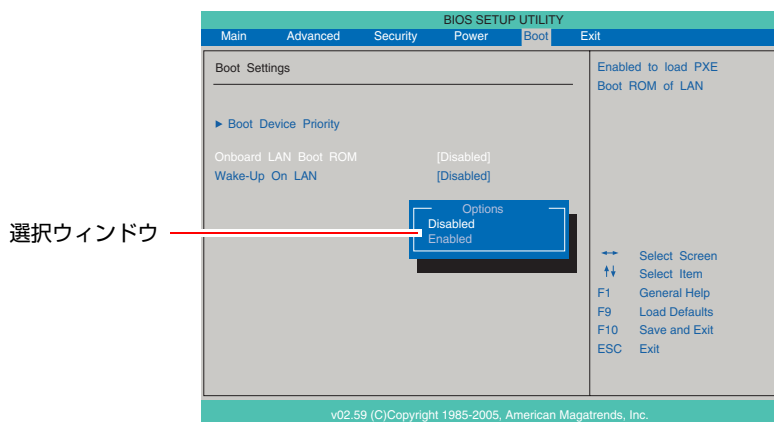 BIOS SETUP UTILITY
Main Advanced Security Power Boot Exit
Boot Settings
► Boot Device Priority
Onboard LAN Boot ROM [Disabled]
Wake-Up On LAN [Disabled]
Options
Disabled
Enabled
選択ウィンドウ
Enabled to load PXE
Boot ROM of LAN
↔ Select Screen
↑↓ Select Item
F1 General Help
F9 Load Defaults
F10 Save and Exit
ESC Exit
v02.59 (C)Copyright 1985-2005, American Magatrends, Inc.